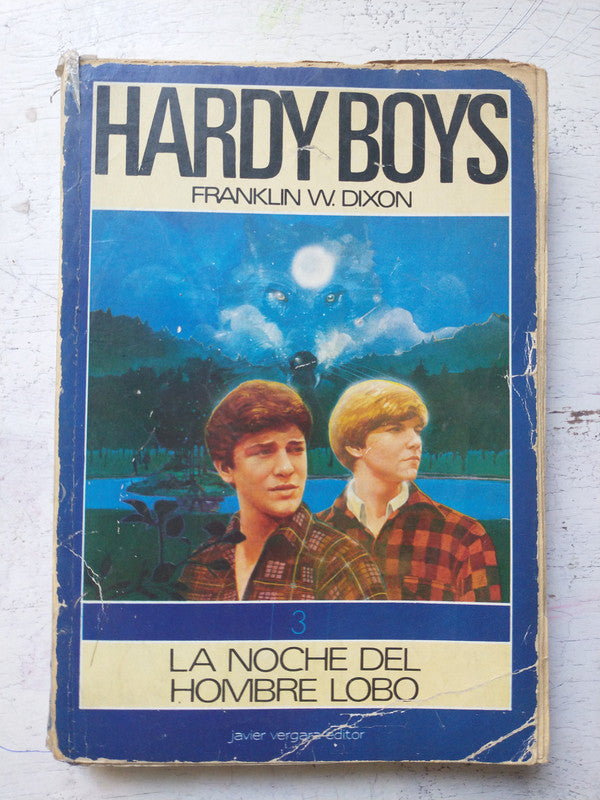 HARDY BOYS
FRANKLIN W. DIXON
3
LA NOCHE DEL
HOMBRE LOBO
javier vergara editor